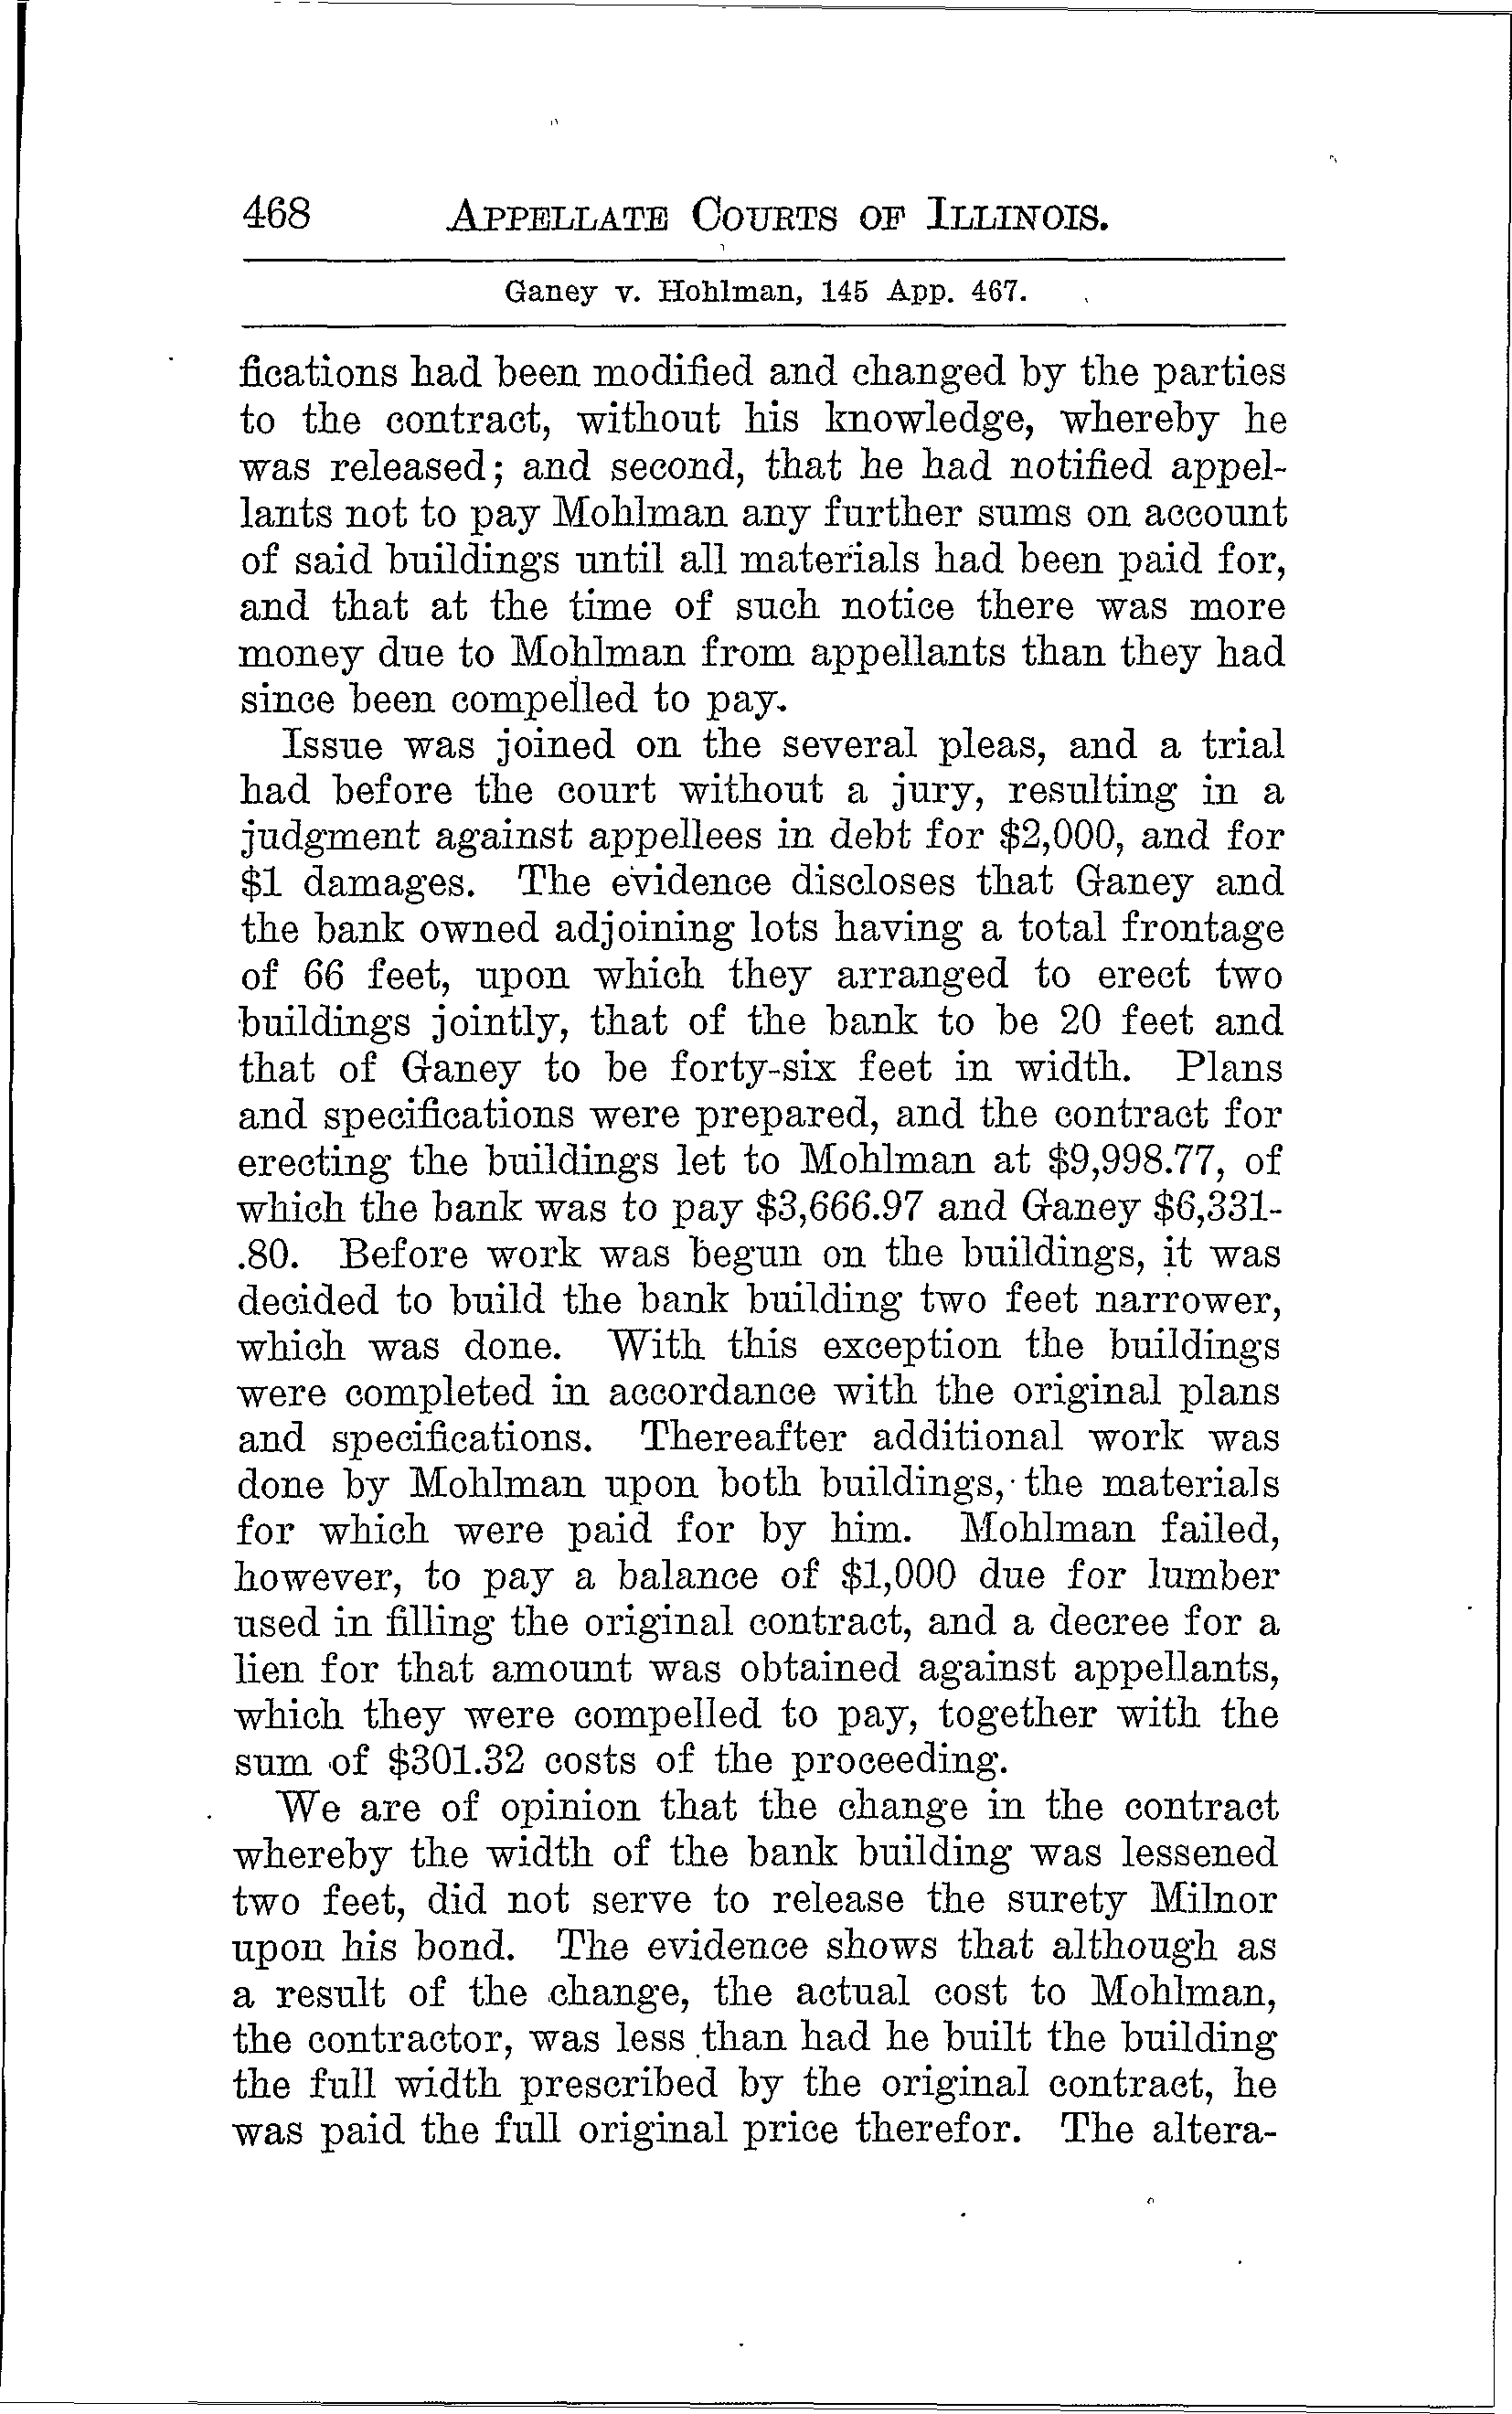 468 APPELLATE COURTS OF ILLINOIS.
Ganey v. Hohlman, 145 App. 467.
fications had been modified and changed by the parties
to the contract, without his knowledge, whereby he
was released; and second, that he had notified appel-
lants not to pay Mohlman any further sums on account
of said buildings until all materials had been paid for,
and that at the time of such notice there was more
money due to Mohlman from appellants than they had
since been compelled to pay.
Issue was joined on the several pleas, and a trial
had before the court without a jury, resulting in a
judgment against appellees in debt for $2,000, and for
$1 damages. The evidence discloses that Ganey and
the bank owned adjoining lots having a total frontage
of 66 feet, upon which they arranged to erect two
buildings jointly, that of the bank to be 20 feet and
that of Ganey to be forty-six feet in width. Plans
and specifications were prepared, and the contract for
erecting the buildings let to Mohlman at $9,998.77, of
which the bank was to pay $3,666.97 and Ganey $6,331-
.80. Before work was begun on the buildings, it was
decided to build the bank building two feet narrower,
which was done. With this exception the buildings
were completed in accordance with the original plans
and specifications. Thereafter additional work was
done by Mohlman upon both buildings, the materials
for which were paid for by him. Mohlman failed,
however, to pay a balance of $1,000 due for lumber
used in filling the original contract, and a decree for a
lien for that amount was obtained against appellants,
which they were compelled to pay, together with the
sum of $301.32 costs of the proceeding.
We are of opinion that the change in the contract
whereby the width of the bank building was lessened
two feet, did not serve to release the surety Milnor
upon his bond. The evidence shows that although as
a result of the change, the actual cost to Mohlman,
the contractor, was less than had he built the building
the full width prescribed by the original contract, he
was paid the full original price therefor. The altera-